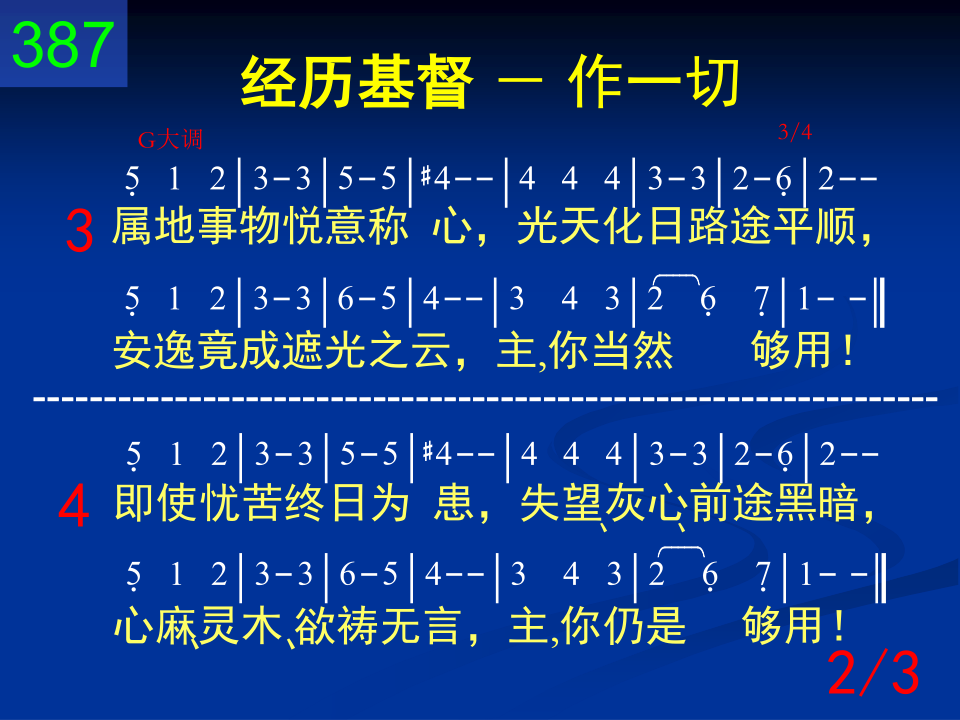 387
经历基督 － 作一切
G大调 3/4
5̣ 1 2|3-3|5-5|♯4--|4 4 4|3-3|2-6̣|2--
3 属地事物悦意称 心，光天化日路途平顺，
5̣ 1 2|3-3|6-5|4--|3 4 3|2 6̣ 7̣|1--‖
安逸竟成遮光之云，主,你当然 够用！
----------------------------------------------------------------
5̣ 1 2|3-3|5-5|♯4--|4 4 4|3-3|2-6̣|2--
4 即使忧苦终日为 患，失望、灰心、前途黑暗，
5̣ 1 2|3-3|6-5|4--|3 4 3|2 6̣ 7̣|1--‖
心麻、灵木、欲祷无言，主,你仍是 够用！
2/3